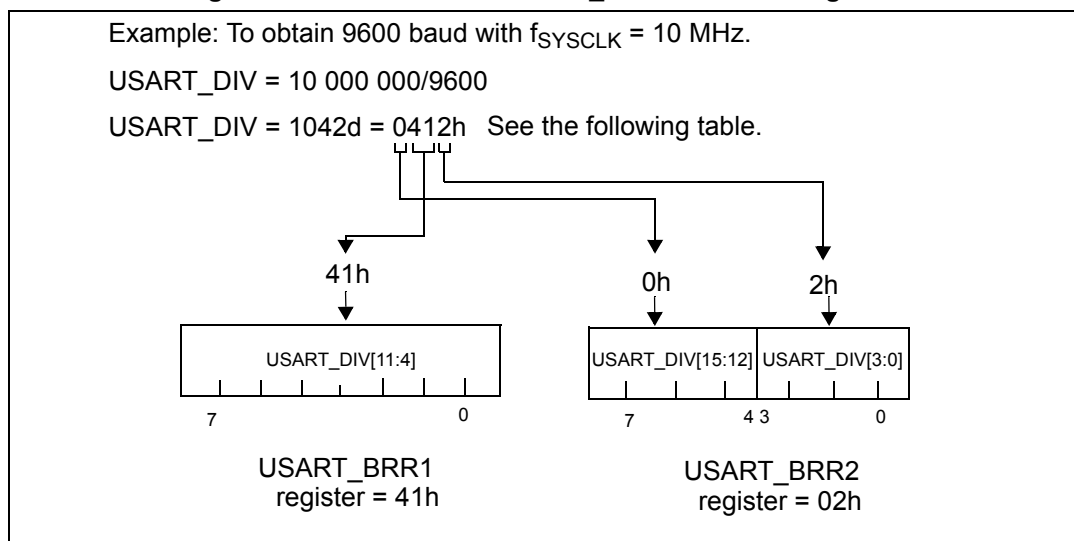 Example: To obtain 9600 baud with fSYSCLK = 10 MHz.
USART_DIV = 10 000 000/9600
USART_DIV = 1042d = 0412h See the following table.
41h 0h 2h
USART_DIV[11:4] USART_DIV[15:12] USART_DIV[3:0]
7 0 7 4 3 0
USART_BRR1 USART_BRR2
register = 41h register = 02h